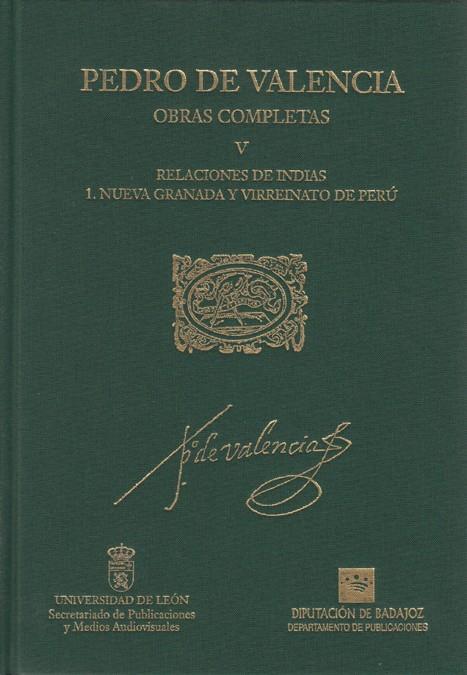 PEDRO DE VALENCIA
OBRAS COMPLETAS
V
RELACIONES DE INDIAS
1. NUEVA GRANADA Y VIRREINATO DE PERÚ
Pº de valencia
UNIVERSIDAD DE LEÓN
Secretariado de Publicaciones
y Medios Audiovisuales
DIPUTACIÓN DE BADAJOZ
DEPARTAMENTO DE PUBLICACIONES